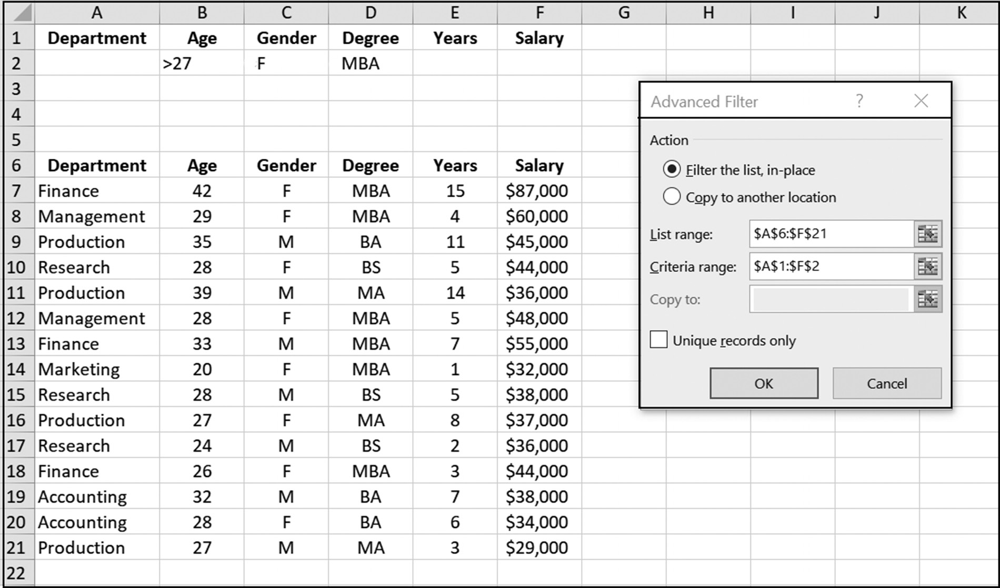 A B C D E F G H I J K
1 Department Age Gender Degree Years Salary
2 >27 F MBA
3
4
5
6 Department Age Gender Degree Years Salary
7 Finance 42 F MBA 15 $87,000
8 Management 29 F MBA 4 $60,000
9 Production 35 M BA 11 $45,000
10 Research 28 F BS 5 $44,000
11 Production 39 M MA 14 $36,000
12 Management 28 F MBA 5 $48,000
13 Finance 33 M MBA 7 $55,000
14 Marketing 20 F MBA 1 $32,000
15 Research 28 M BS 5 $38,000
16 Production 27 F MA 8 $37,000
17 Research 24 M BS 2 $36,000
18 Finance 26 F MBA 3 $44,000
19 Accounting 32 M BA 7 $38,000
20 Accounting 28 F BA 6 $34,000
21 Production 27 M MA 3 $29,000
22
Advanced Filter ?
Action
Filter the list, in-place
Copy to another location
List range: $A$6:$F$21
Criteria range: $A$1:$F$2
Copy to:
Unique records only
OK Cancel